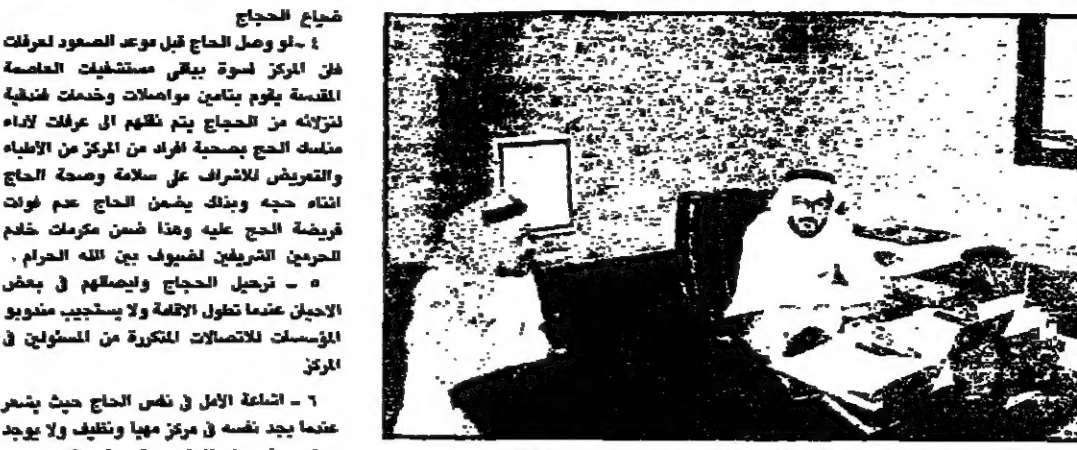 ضياع الحجاج
٤ ـ لو وصل الحاج قبل موعد الصعود لعرفات
فان المركز اسوة بباقي مستشفيات العاصمة
المقدسة يقوم بتامين مواصلات وخدمات فندقية
لنزلائه من الحجاج يتم نقلهم الى عرفات لاداء
مناسك الحج بصحبة افراد من المركز من الأطباء
والتمريض للاشراف على سلامة وصحة الحاج
اثناء حجه وبذلك يضمن الحاج عدم فوات
فريضة الحج عليه وهذا ضمن مكرمات خادم
الحرمين الشريفين لضيوف بيت الله الحرام .
٥ ـ ترحيل الحجاج وايصالهم في بعض
الاحيان عندما تطول الاقامة ولا يستجيب مندوبو
المؤسسات للاتصالات المتكررة من المسئولين في
المركز
٦ ـ اشاعة الأمل في نفس الحاج حيث يشعر
عندما يجد نفسه في مركز مهيا ونظيف ولا يوجد